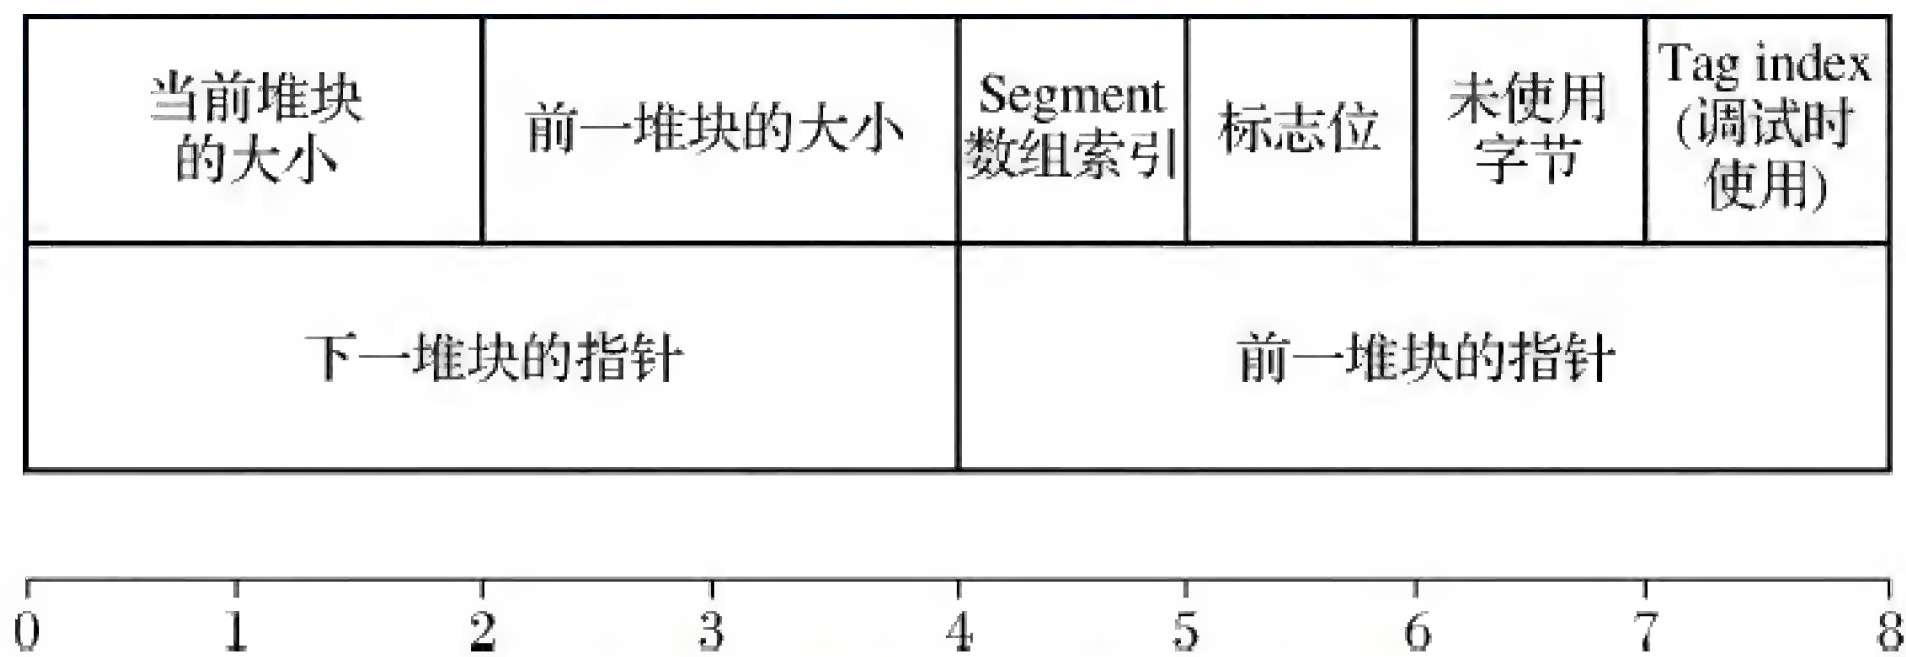 当前堆块
的大小
前一堆块的大小
Segment
数组索引
标志位
未使用
字节
Tag index
(调试时
使用)
下一堆块的指针
前一堆块的指针
0 1 2 3 4 5 6 7 8